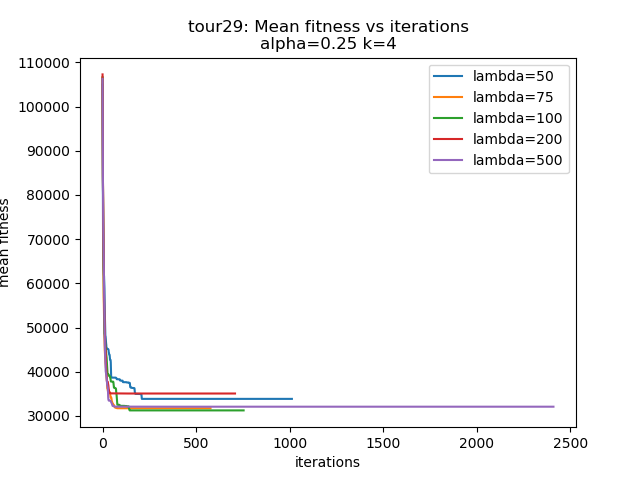 tour29: Mean fitness vs iterations
alpha=0.25 k=4
110000
100000
90000
80000
70000
60000
50000
40000
30000
mean fitness
0
500
1000
1500
2000
2500
iterations
lambda=50
lambda=75
lambda=100
lambda=200
lambda=500